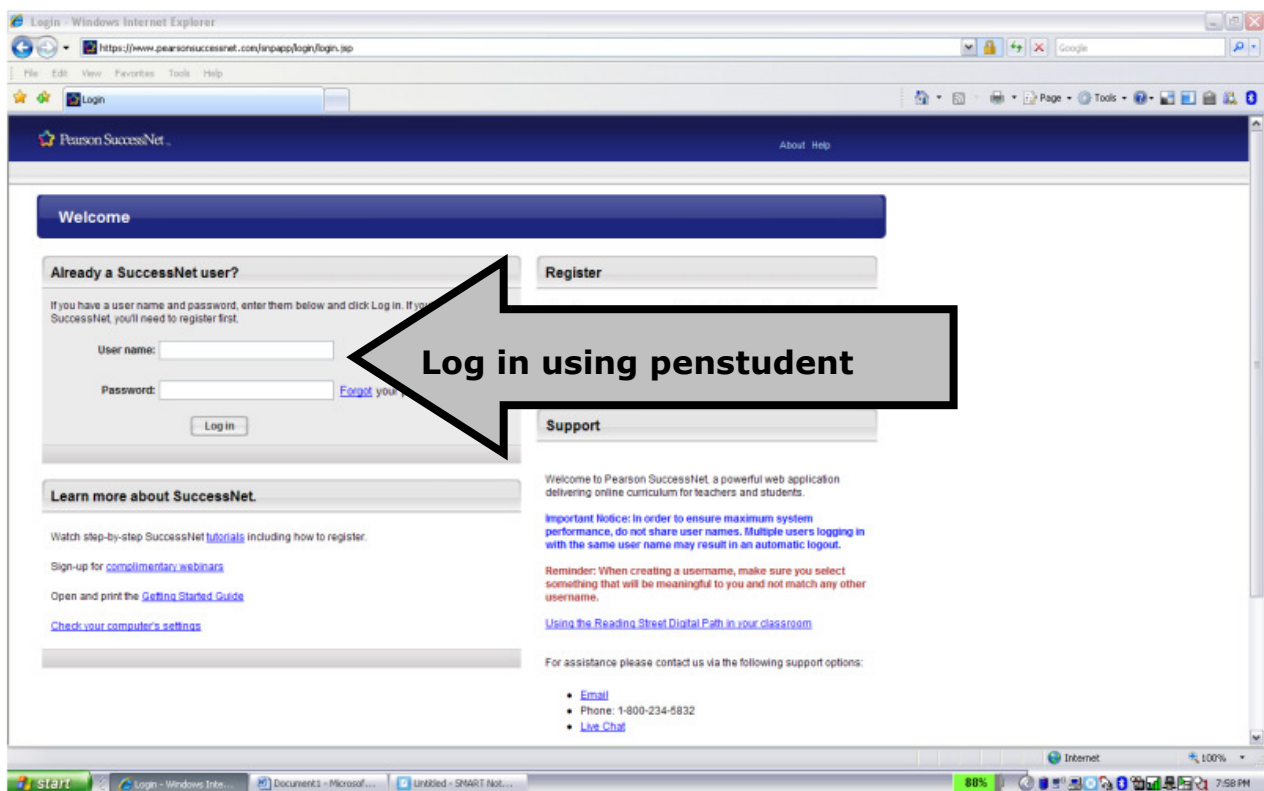 Login - Windows Internet Explorer
https://www.pearsonsuccessnet.com/snpapp/login/login.jsp
Google
File Edit View Favorites Tools Help
Login
Page Tools
Pearson SuccessNet
About Help
Welcome
Already a SuccessNet user?
If you have a user name and password, enter them below and click Log in. If
SuccessNet, you'll need to register first.
User name:
Password:
Forgot
Log in
Log in using penstudent
Learn more about SuccessNet.
Watch step-by-step SuccessNet tutorials including how to register.
Sign-up for complimentary webinars
Open and print the Getting Started Guide
Check your computer's settings
Register
Support
Welcome to Pearson SuccessNet, a powerful web application
delivering online curriculum for teachers and students.
Important Notice: In order to ensure maximum system
performance, do not share user names. Multiple users logging in
with the same user name may result in an automatic logout.
Reminder: When creating a username, make sure you select
something that will be meaningful to you and not match any other
username.
Using the Reading Street Digital Path in your classroom
For assistance please contact us via the following support options:
Email
Phone: 1-800-234-5832
Live Chat
Internet
100%
start
Login - Windows Inte...
Document1 - Microsof...
Untitled - SMART Not...
88%
7:58 PM